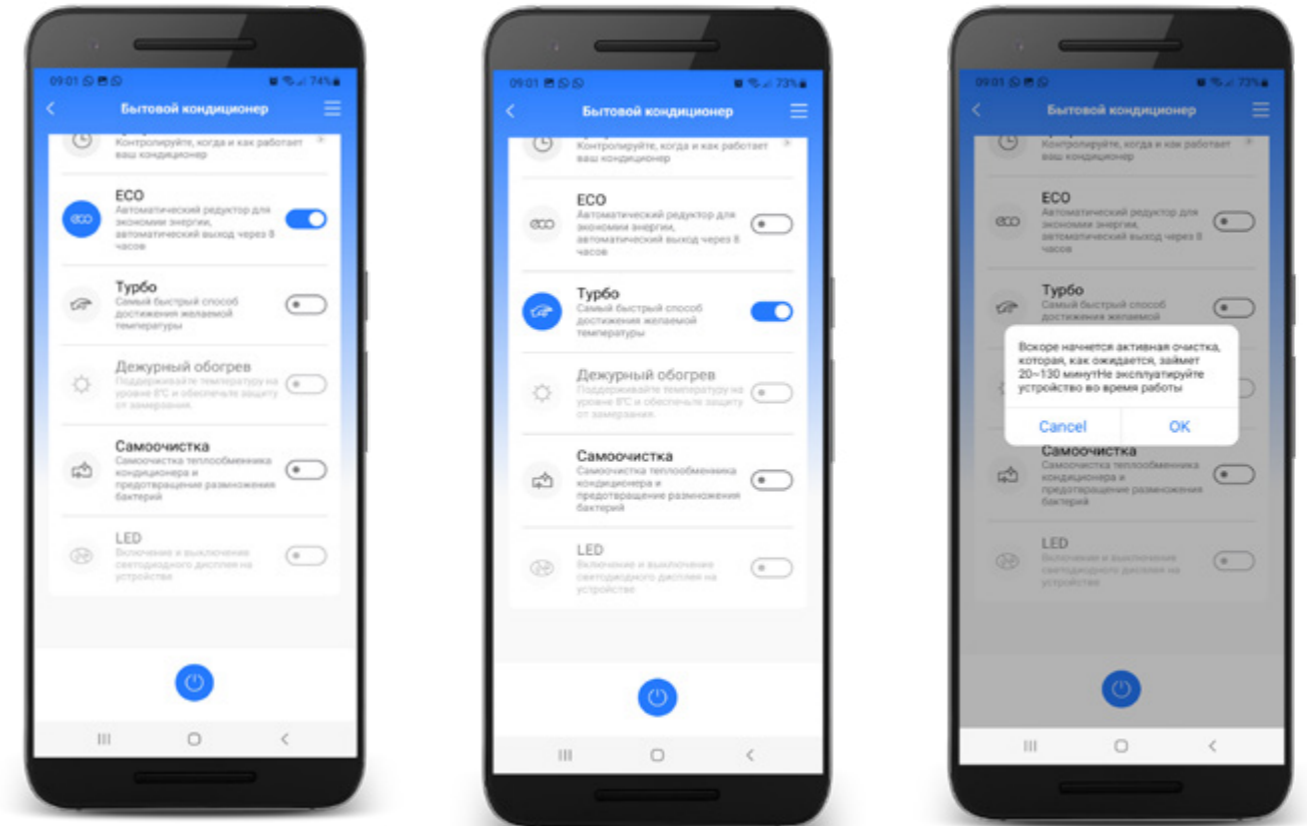 09:01
74%
Бытовой кондиционер
Контролируйте, когда и как работает
ваш кондиционер
eco
ECO
Автоматический редуктор для
экономии энергии,
автоматический выход через 8
часов
Турбо
Самый быстрый способ
достижения желаемой
температуры
Дежурный обогрев
Поддерживайте температуру на
уровне 8°C и обеспечьте защиту
от замерзания.
Самоочистка
Самоочистка теплообменника
кондиционера и
предотвращение размножения
бактерий
LED
Включение и выключение
светодиодного дисплея на
устройстве
09:01
73%
Бытовой кондиционер
Контролируйте, когда и как работает
ваш кондиционер
eco
ECO
Автоматический редуктор для
экономии энергии,
автоматический выход через 8
часов
Турбо
Самый быстрый способ
достижения желаемой
температуры
Дежурный обогрев
Поддерживайте температуру на
уровне 8°C и обеспечьте защиту
от замерзания.
Самоочистка
Самоочистка теплообменника
кондиционера и
предотвращение размножения
бактерий
LED
Включение и выключение
светодиодного дисплея на
устройстве
09:01
73%
Бытовой кондиционер
Контролируйте, когда и как работает
ваш кондиционер
eco
ECO
Автоматический редуктор для
экономии энергии,
автоматический выход через 8
часов
Турбо
Самый быстрый способ
достижения желаемой
Вскоре начнется активная очистка,
которая, как ожидается, займет
20~130 минутНе эксплуатируйте
устройство во время работы
Cancel
OK
Самоочистка
Самоочистка теплообменника
кондиционера и
предотвращение размножения
бактерий
LED
Включение и выключение
светодиодного дисплея на
устройстве